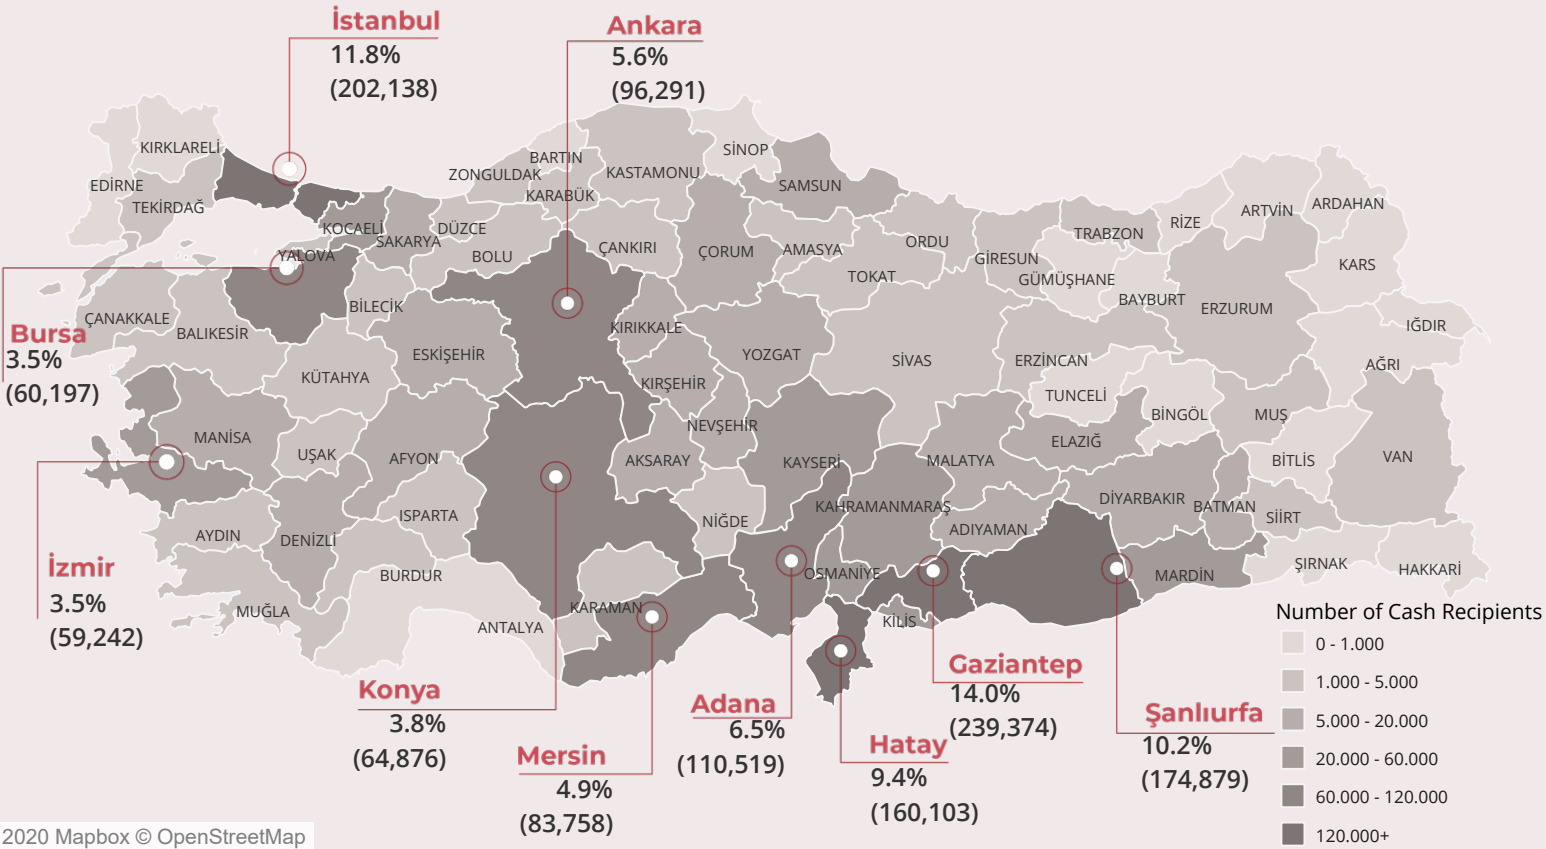 İstanbul
11.8%
(202,138)
Ankara
5.6%
(96,291)
KIRKLARELİ
EDİRNE
TEKİRDAĞ
KOCAELİ
SAKARYA
YALOVA
DÜZCE
BOLU
ZONGULDAK
BARTIN
KARABÜK
KASTAMONU
SİNOP
SAMSUN
ÇANKIRI
ÇORUM
AMASYA
ORDU
TOKAT
GİRESUN
TRABZON
GÜMÜŞHANE
RİZE
ARTVİN
ARDAHAN
KARS
BAYBURT
ERZURUM
IĞDIR
AĞRI
Bursa
3.5%
(60,197)
ÇANAKKALE
BALIKESİR
BİLECİK
KÜTAHYA
ESKİŞEHİR
KIRIKKALE
KIRŞEHİR
YOZGAT
SİVAS
ERZİNCAN
TUNCELİ
BİNGÖL
MUŞ
BİTLİS
VAN
MANİSA
UŞAK
AFYON
AKSARAY
NEVŞEHİR
KAYSERİ
MALATYA
ELAZIĞ
DİYARBAKIR
BATMAN
SİİRT
ŞIRNAK
HAKKARİ
MARDİN
İzmir
3.5%
(59,242)
AYDIN
DENİZLİ
ISPARTA
BURDUR
MUĞLA
ANTALYA
KARAMAN
NİĞDE
KAHRAMANMARAŞ
ADIYAMAN
OSMANİYE
KİLİS
Konya
3.8%
(64,876)
Mersin
4.9%
(83,758)
Adana
6.5%
(110,519)
Hatay
9.4%
(160,103)
Gaziantep
14.0%
(239,374)
Şanlıurfa
10.2%
(174,879)
Number of Cash Recipients
0 - 1.000
1.000 - 5.000
5.000 - 20.000
20.000 - 60.000
60.000 - 120.000
120.000+
2020 Mapbox © OpenStreetMap